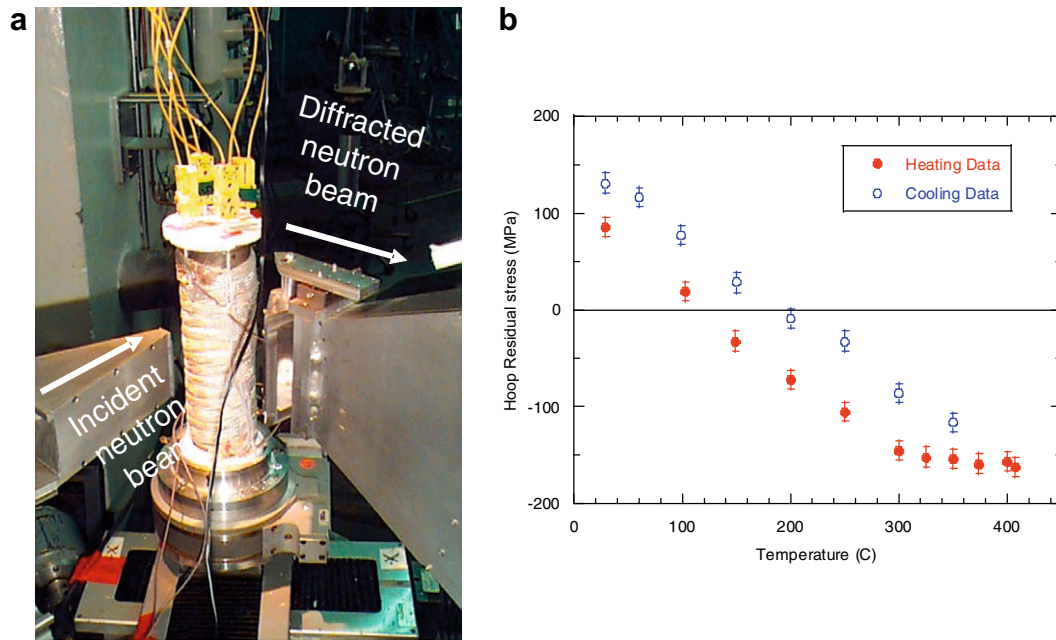 a
Diffracted
neutron
beam
Incident
neutron
beam
b
200
100
0
-100
-200
0
100
200
300
400
Hoop Residual stress (MPa)
Temperature (C)
Heating Data
Cooling Data